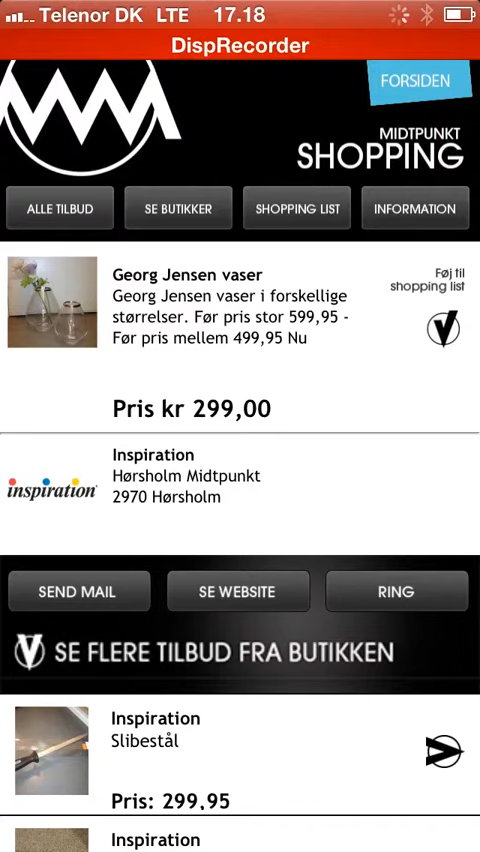 Telenor DK LTE 17.18
DispRecorder
FORSIDEN
MIDTPUNKT
SHOPPING
ALLE TILBUD
SE BUTIKKER
SHOPPING LIST
INFORMATION
Georg Jensen vaser
Georg Jensen vaser i forskellige
størrelser. Før pris stor 599,95 -
Før pris mellem 499,95 Nu
Føj til
shopping list
Pris kr 299,00
Inspiration
Hørsholm Midtpunkt
2970 Hørsholm
inspiration
SEND MAIL
SE WEBSITE
RING
SE FLERE TILBUD FRA BUTIKKEN
Inspiration
Slibestål
Pris: 299,95
Inspiration